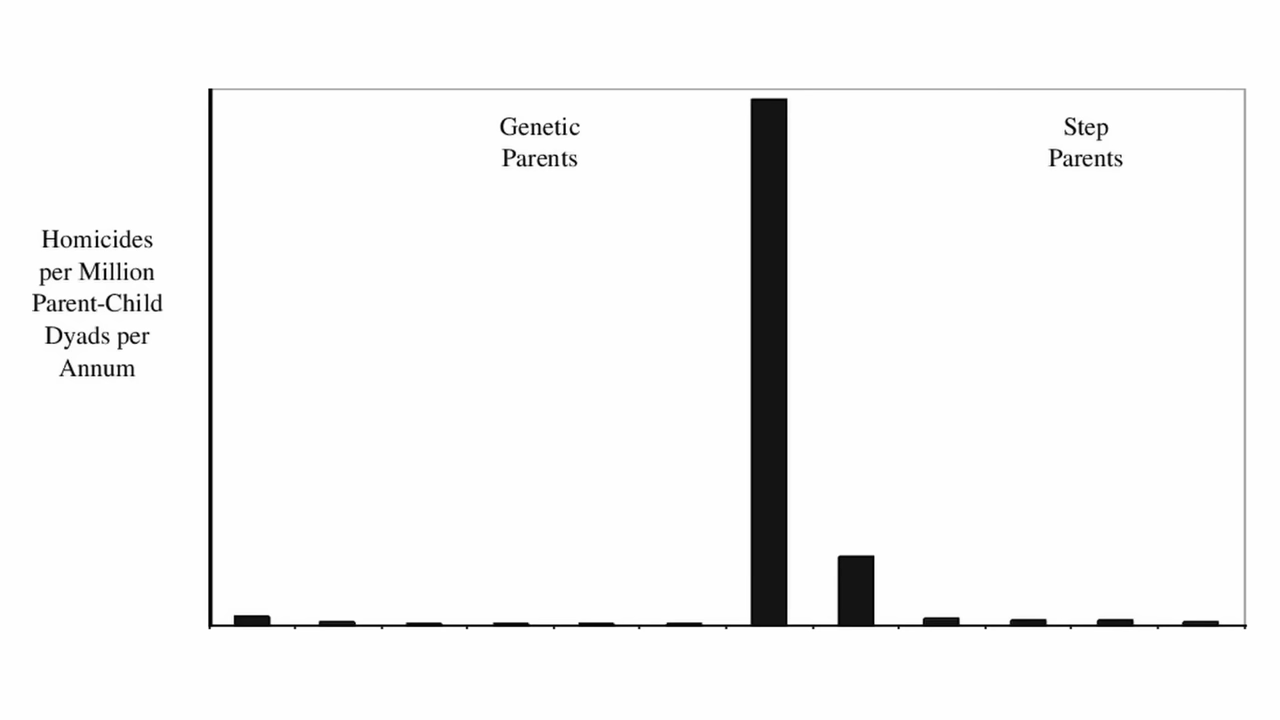 Genetic
Parents
Step
Parents
Homicides
per Million
Parent-Child
Dyads per
Annum